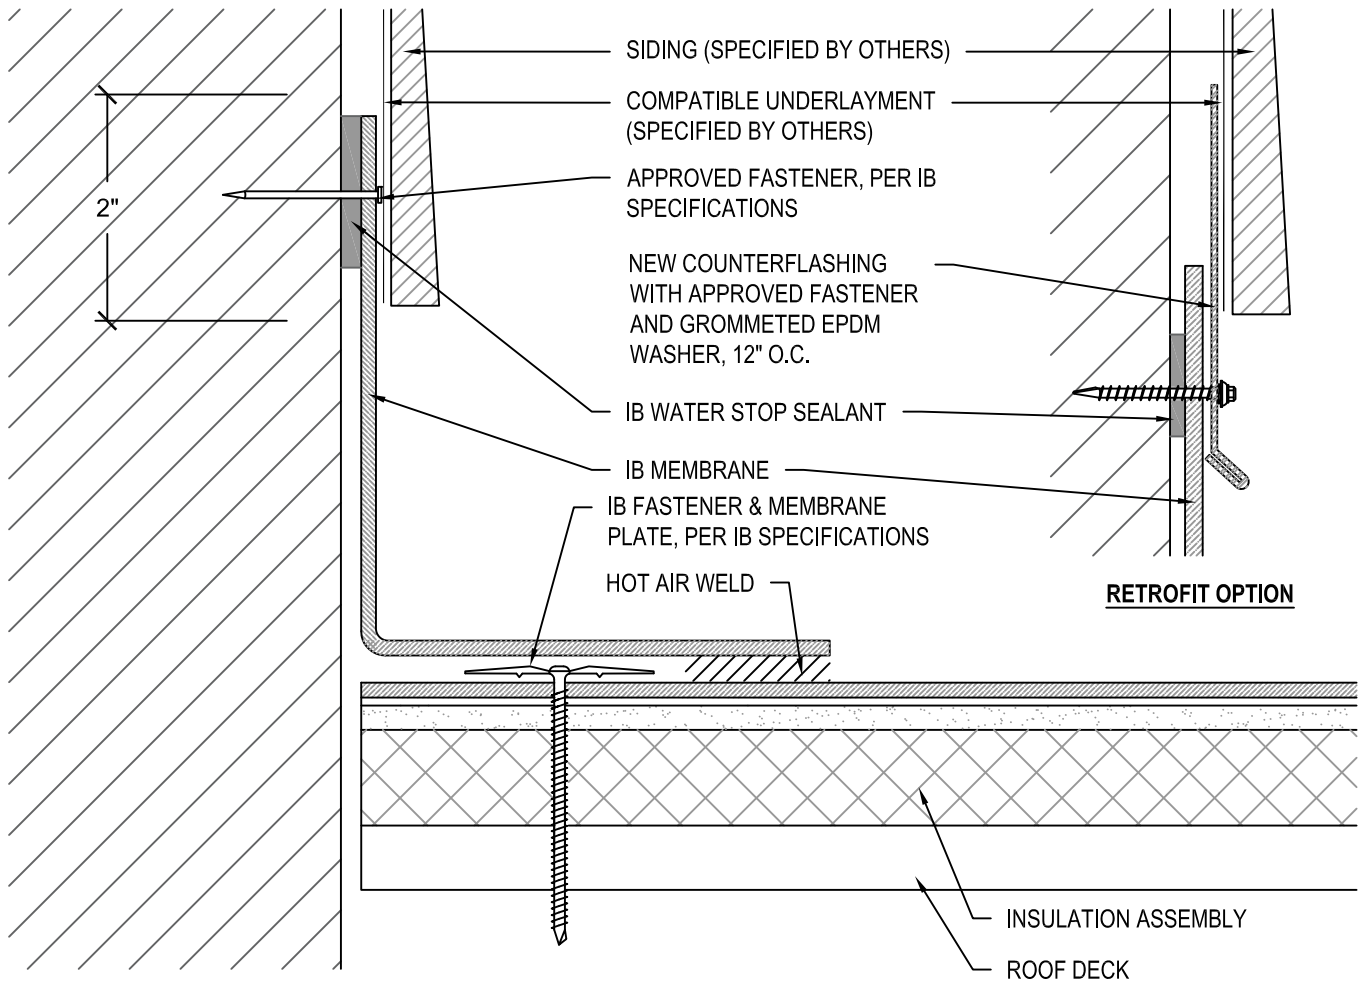 SIDING (SPECIFIED BY OTHERS)
COMPATIBLE UNDERLAYMENT
(SPECIFIED BY OTHERS)
APPROVED FASTENER, PER IB
SPECIFICATIONS
2"
NEW COUNTERFLASHING
WITH APPROVED FASTENER
AND GROMMETED EPDM
WASHER, 12" O.C.
IB WATER STOP SEALANT
IB MEMBRANE
IB FASTENER & MEMBRANE
PLATE, PER IB SPECIFICATIONS
HOT AIR WELD
RETROFIT OPTION
INSULATION ASSEMBLY
ROOF DECK